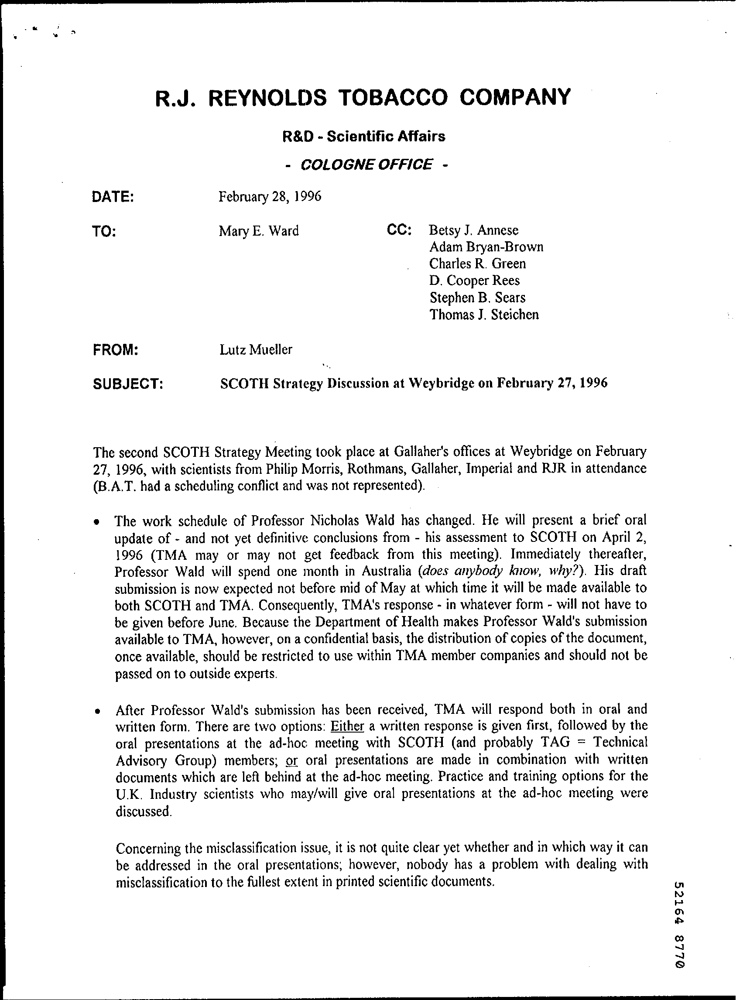 R.J. REYNOLDS TOBACCO COMPANY
R&D - Scientific Affairs
- COLOGNE OFFICE -
DATE: February 28, 1996
TO: Mary E. Ward CC: Betsy J. Annese
Adam Bryan-Brown
Charles R. Green
D. Cooper Rees
Stephen B. Sears
Thomas J. Steichen
FROM: Lutz Mueller
SUBJECT: SCOTH Strategy Discussion at Weybridge on February 27, 1996
The second SCOTH Strategy Meeting took place at Gallaher's offices at Weybridge on February
27, 1996, with scientists from Philip Morris, Rothmans, Gallaher, Imperial and RJR in attendance
(B.A.T. had a scheduling conflict and was not represented).
• The work schedule of Professor Nicholas Wald has changed. He will present a brief oral
update of - and not yet definitive conclusions from - his assessment to SCOTH on April 2,
1996 (TMA may or may not get feedback from this meeting). Immediately thereafter,
Professor Wald will spend one month in Australia (does anybody know, why?). His draft
submission is now expected not before mid of May at which time it will be made available to
both SCOTH and TMA. Consequently, TMA's response - in whatever form - will not have to
be given before June. Because the Department of Health makes Professor Wald's submission
available to TMA, however, on a confidential basis, the distribution of copies of the document,
once available, should be restricted to use within TMA member companies and should not be
passed on to outside experts.
• After Professor Wald's submission has been received, TMA will respond both in oral and
written form. There are two options: Either a written response is given first, followed by the
oral presentations at the ad-hoc meeting with SCOTH (and probably TAG = Technical
Advisory Group) members; or oral presentations are made in combination with written
documents which are left behind at the ad-hoc meeting. Practice and training options for the
U.K. Industry scientists who may/will give oral presentations at the ad-hoc meeting were
discussed.
Concerning the misclassification issue, it is not quite clear yet whether and in which way it can
be addressed in the oral presentations; however, nobody has a problem with dealing with
misclassification to the fullest extent in printed scientific documents.
52164 8770